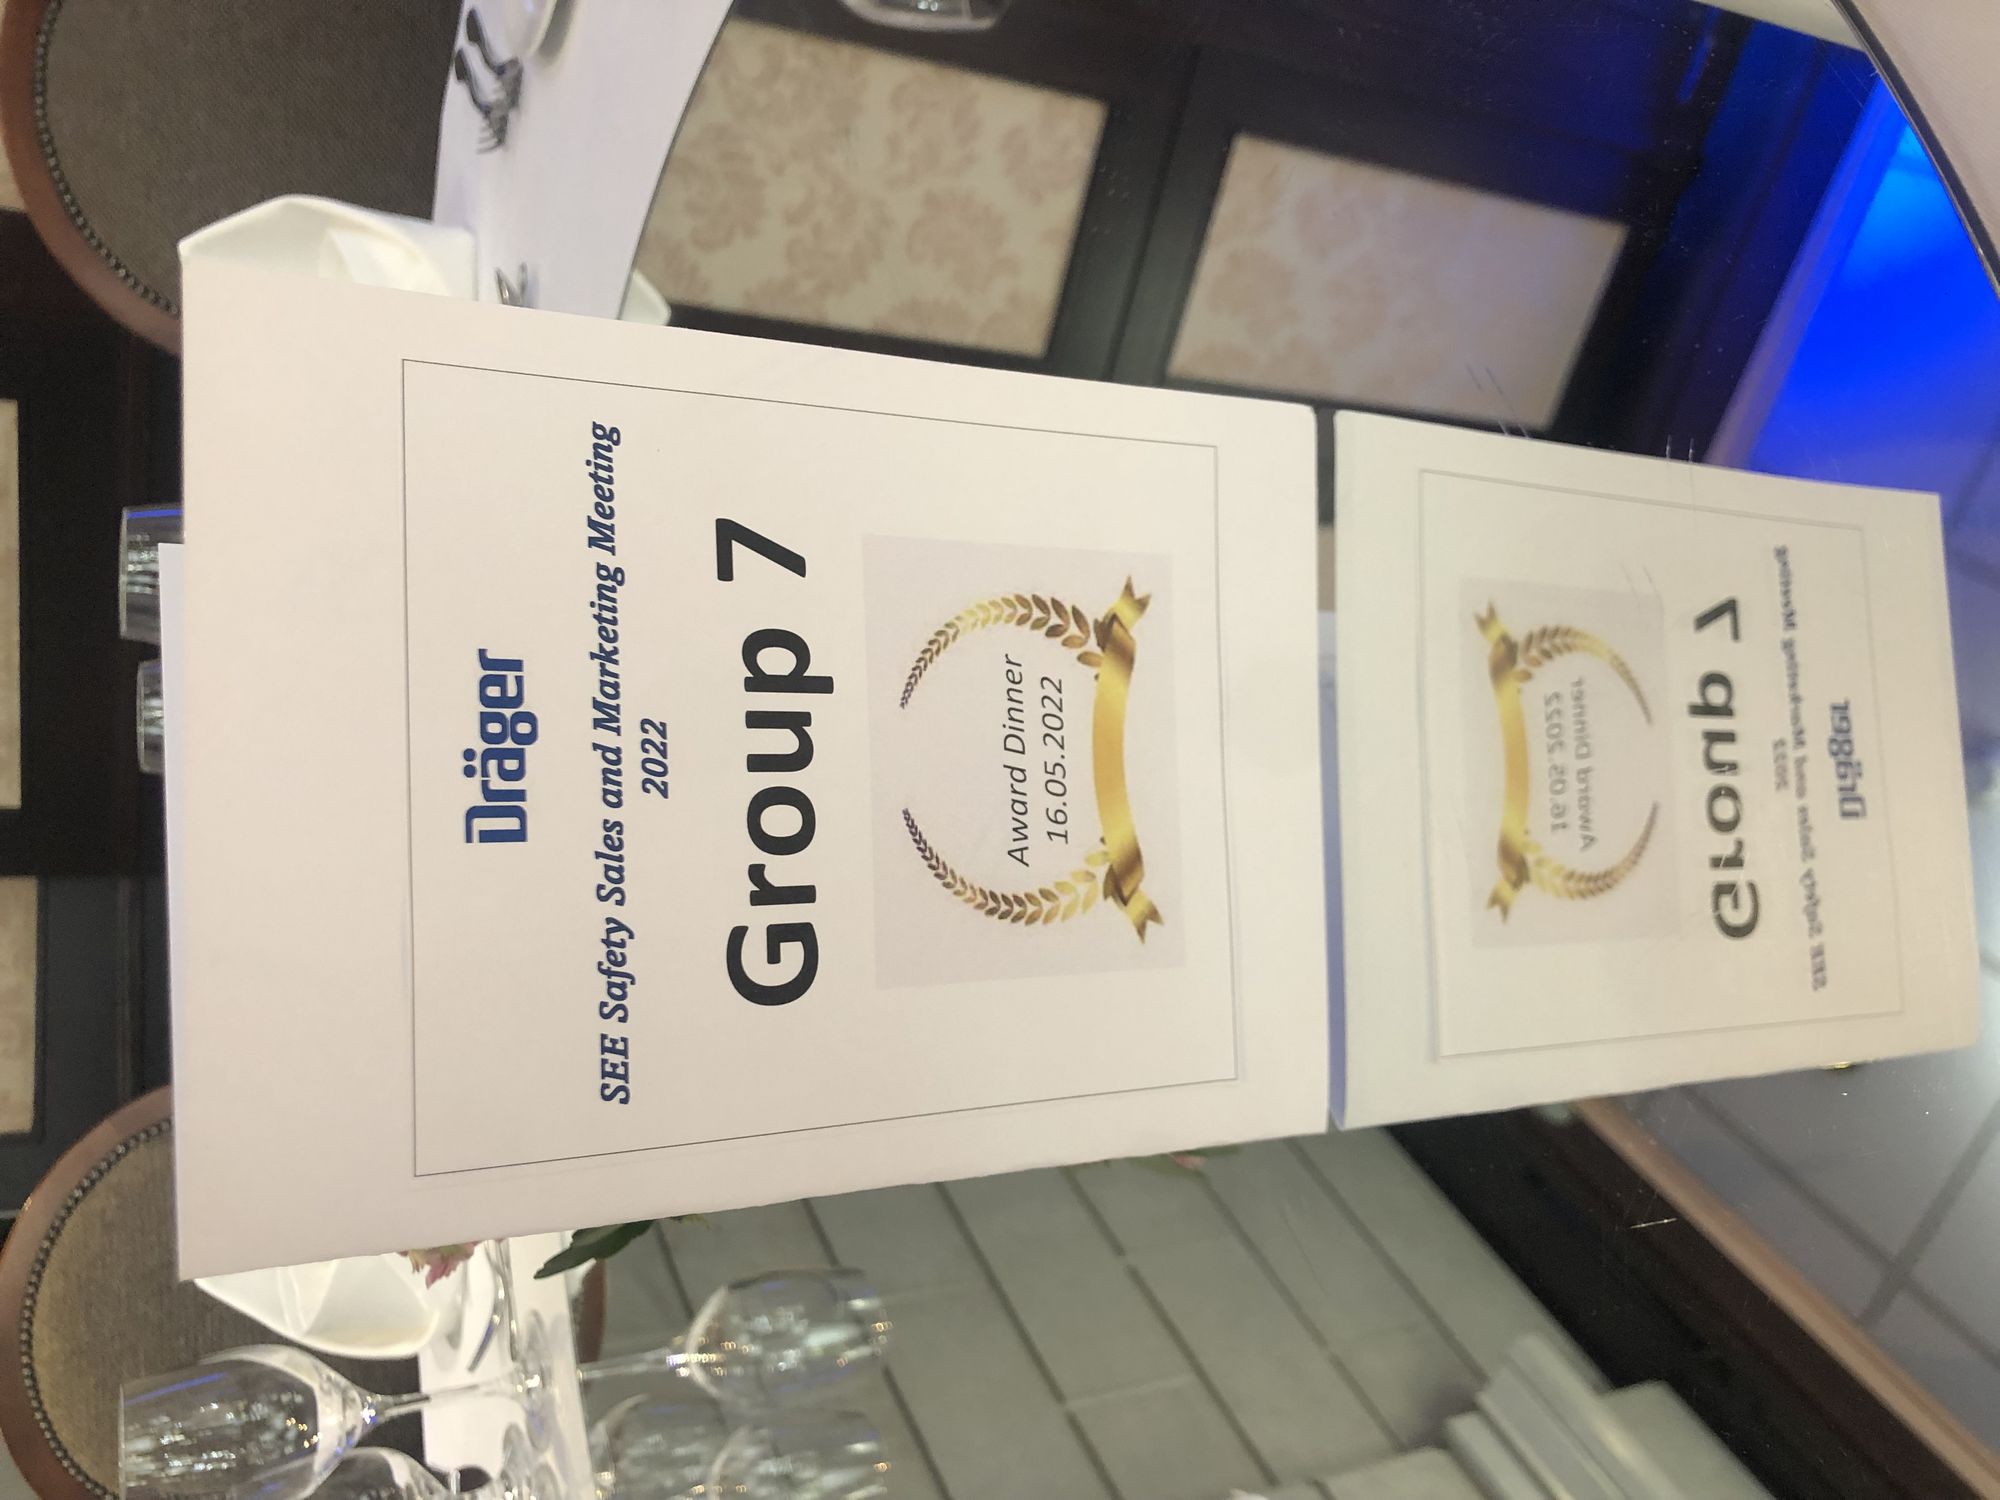 Dräger
SEE Safety Sales and Marketing Meeting
2022
Group 7
Award Dinner
16.05.2022